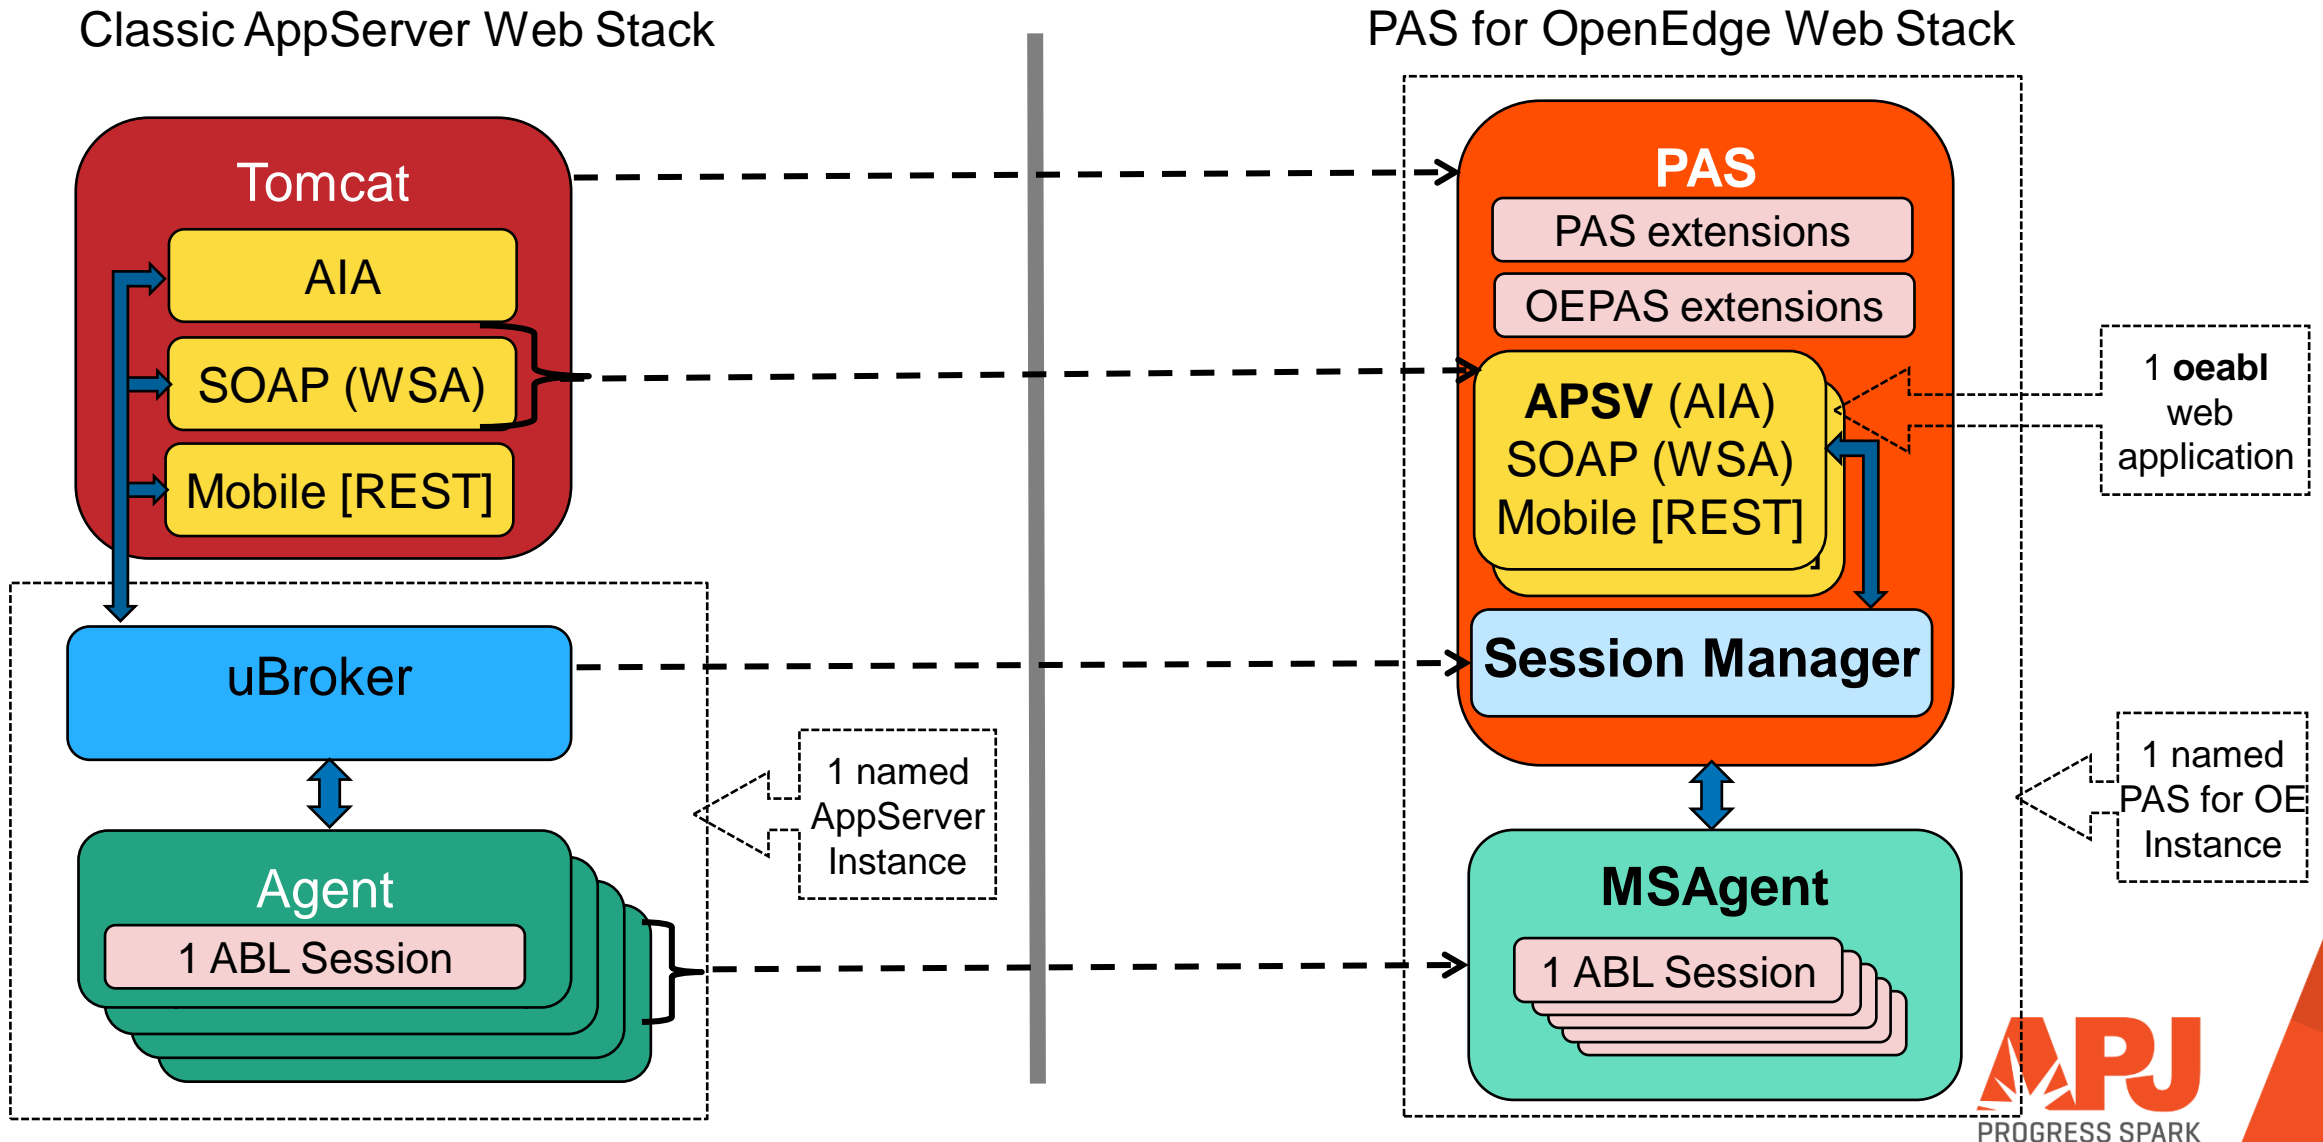 Classic AppServer Web Stack
PAS for OpenEdge Web Stack
Tomcat
AIA
SOAP (WSA)
Mobile [REST]
uBroker
Agent
1 ABL Session
1 named
AppServer
Instance
PAS
PAS extensions
OEPAS extensions
APSV (AIA)
SOAP (WSA)
Mobile [REST]
]
Session Manager
MSAgent
1 ABL Session
1 oeabl
web
application
1 named
PAS for OE
Instance
APJ
PROGRESS SPARK